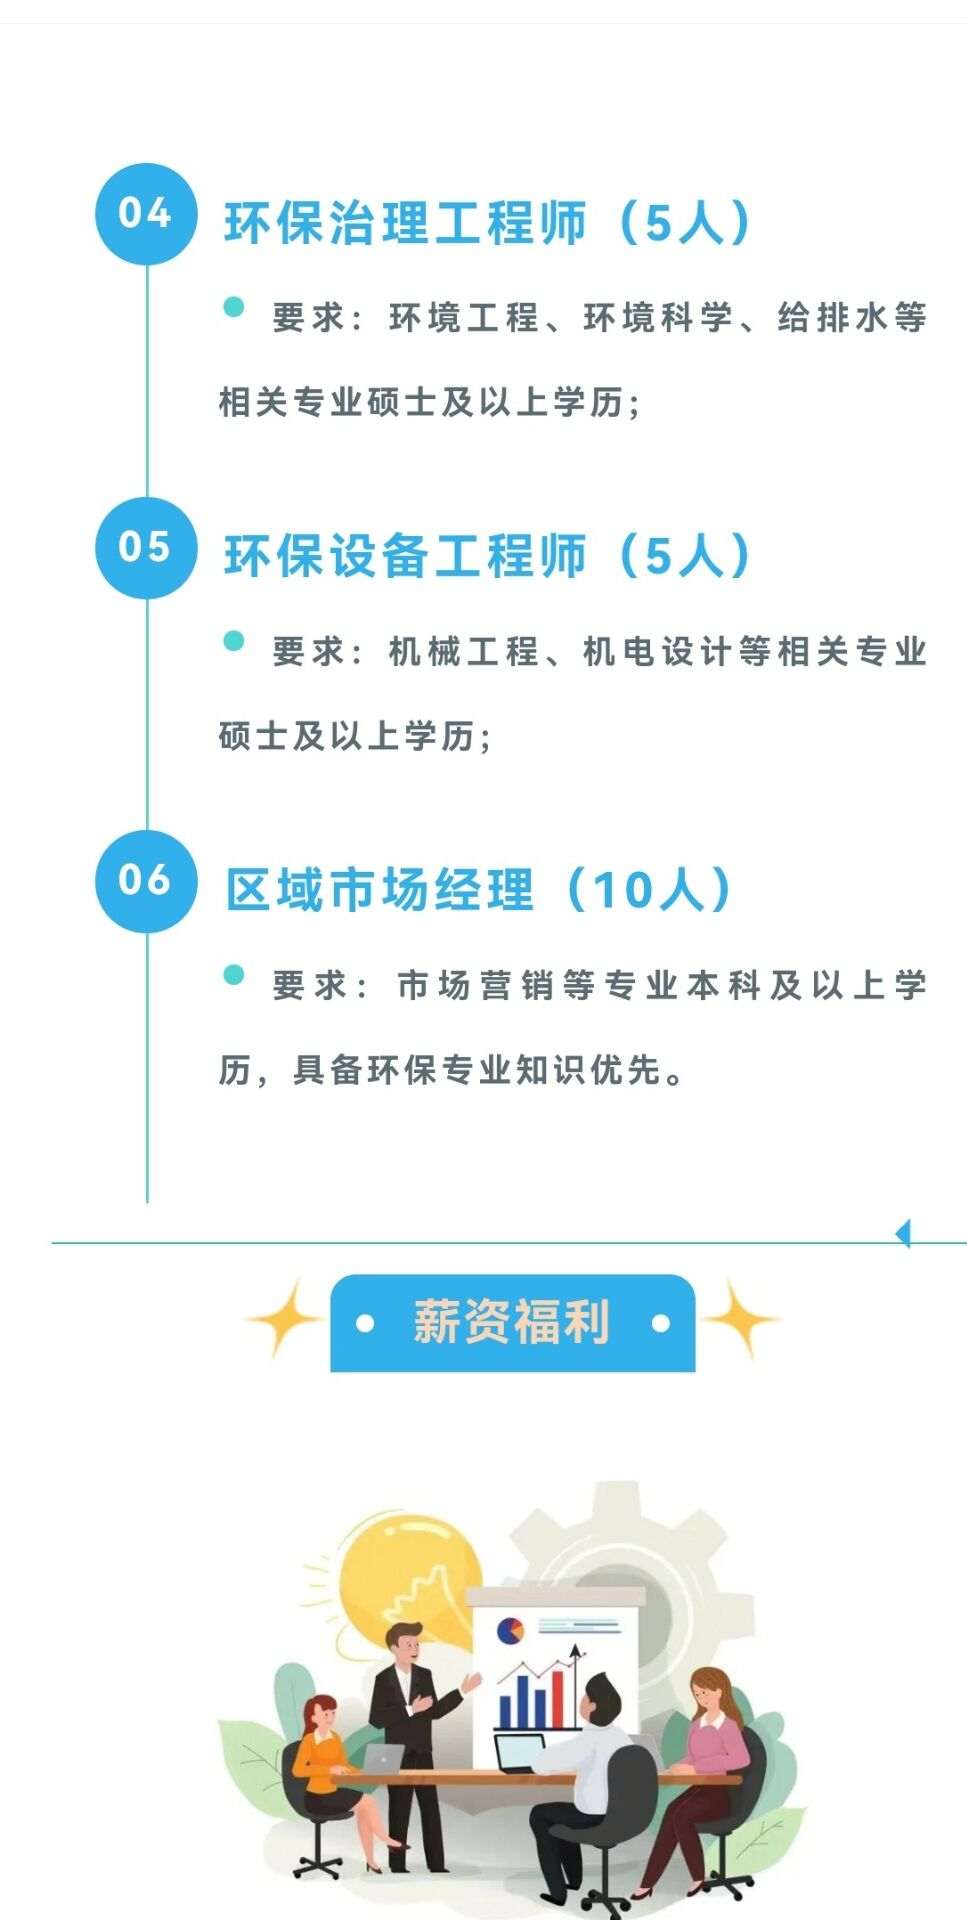 04
环保治理工程师（5人）
要求：环境工程、环境科学、给排水等
相关专业硕士及以上学历；
05
环保设备工程师（5人）
要求：机械工程、机电设计等相关专业
硕士及以上学历；
06
区域市场经理（10人）
要求：市场营销等专业本科及以上学
历，具备环保专业知识优先。
薪资福利